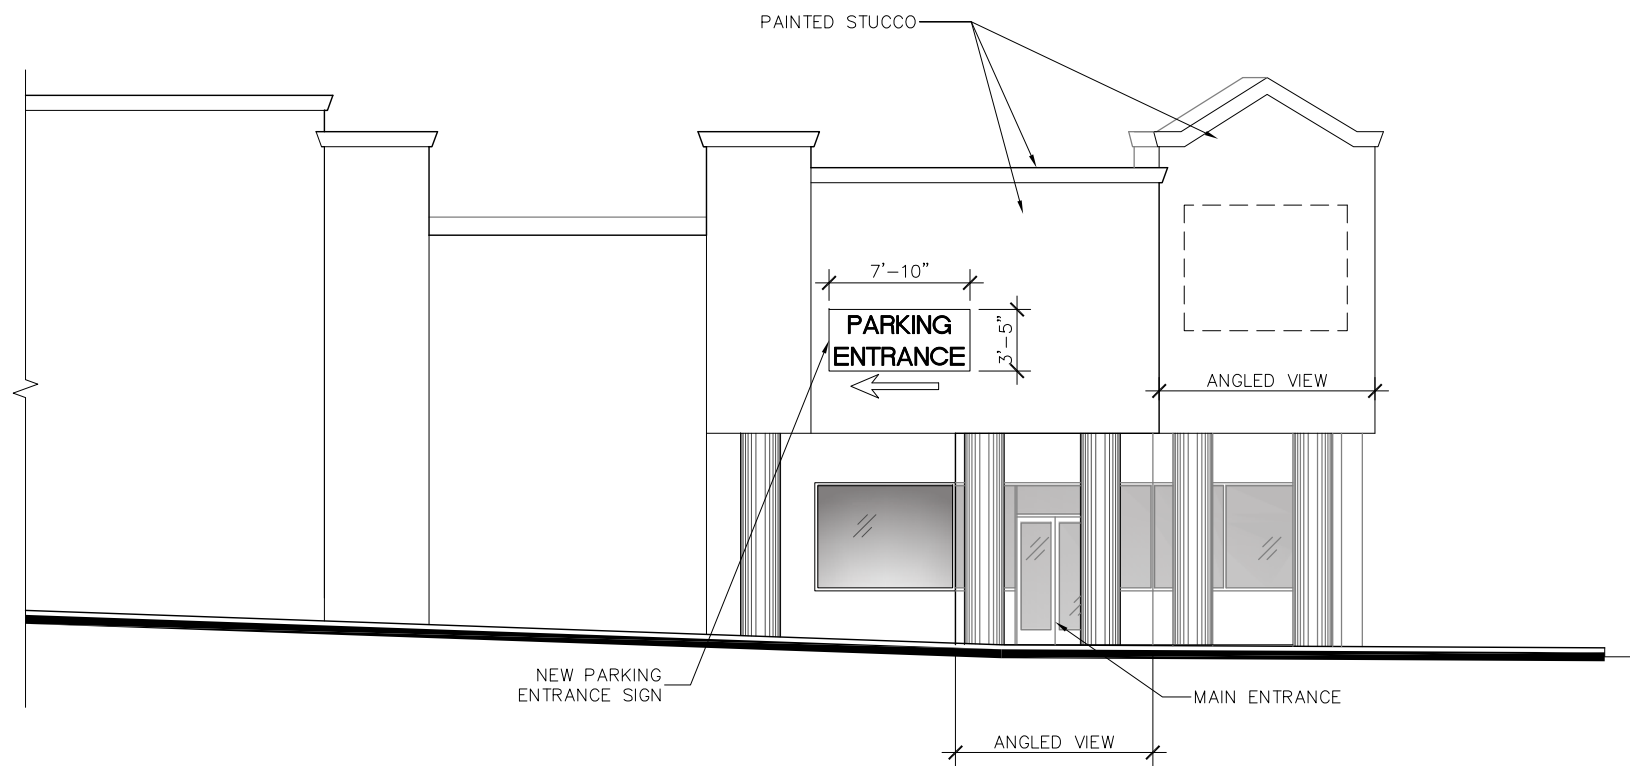 PAINTED STUCCO
7'-10"
PARKING
ENTRANCE
3'-5"
ANGLED VIEW
NEW PARKING
ENTRANCE SIGN
MAIN ENTRANCE
ANGLED VIEW